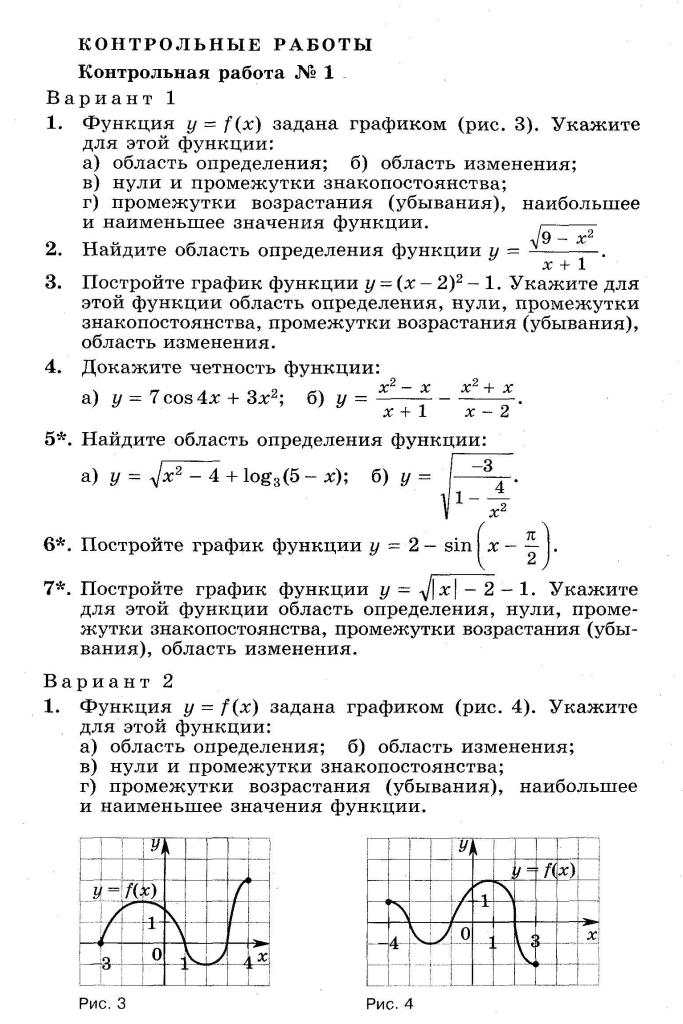 КОНТРОЛЬНЫЕ РАБОТЫ
Контрольная работа № 1
Вариант 1
1. Функция y = f(x) задана графиком (рис. 3). Укажите
для этой функции:
а) область определения; б) область изменения;
в) нули и промежутки знакопостоянства;
г) промежутки возрастания (убывания), наибольшее
и наименьшее значения функции.
2. Найдите область определения функции y = √(9 − x²) / (x + 1).
3. Постройте график функции y = (x − 2)² − 1. Укажите для
этой функции область определения, нули, промежутки
знакопостоянства, промежутки возрастания (убывания),
область изменения.
4. Докажите четность функции:
а) y = 7 cos 4x + 3x²; б) y = (x² − x)/(x + 1) − (x² + x)/(x − 2).
5*. Найдите область определения функции:
а) y = √(x² − 4) + log₃(5 − x); б) y = √(−3/(1 − 4/x²)).
6*. Постройте график функции y = 2 − sin(x − π/2).
7*. Постройте график функции y = √(|x| − 2) − 1. Укажите
для этой функции область определения, нули, проме-
жутки знакопостоянства, промежутки возрастания (убы-
вания), область изменения.
Вариант 2
1. Функция y = f(x) задана графиком (рис. 4). Укажите
для этой функции:
а) область определения; б) область изменения;
в) нули и промежутки знакопостоянства;
г) промежутки возрастания (убывания), наибольшее
и наименьшее значения функции.
y
y = f(x)
1
−3 0 1 4 x
Рис. 3
y
y = f(x)
1
−4 0 1 3 x
Рис. 4